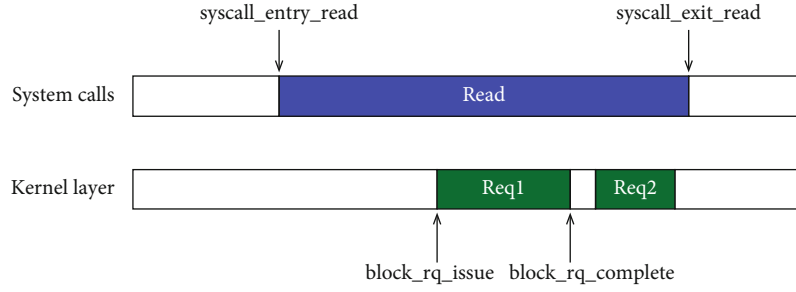 syscall_entry_read
syscall_exit_read
System calls
Read
Kernel layer
Req1
Req2
block_rq_issue
block_rq_complete